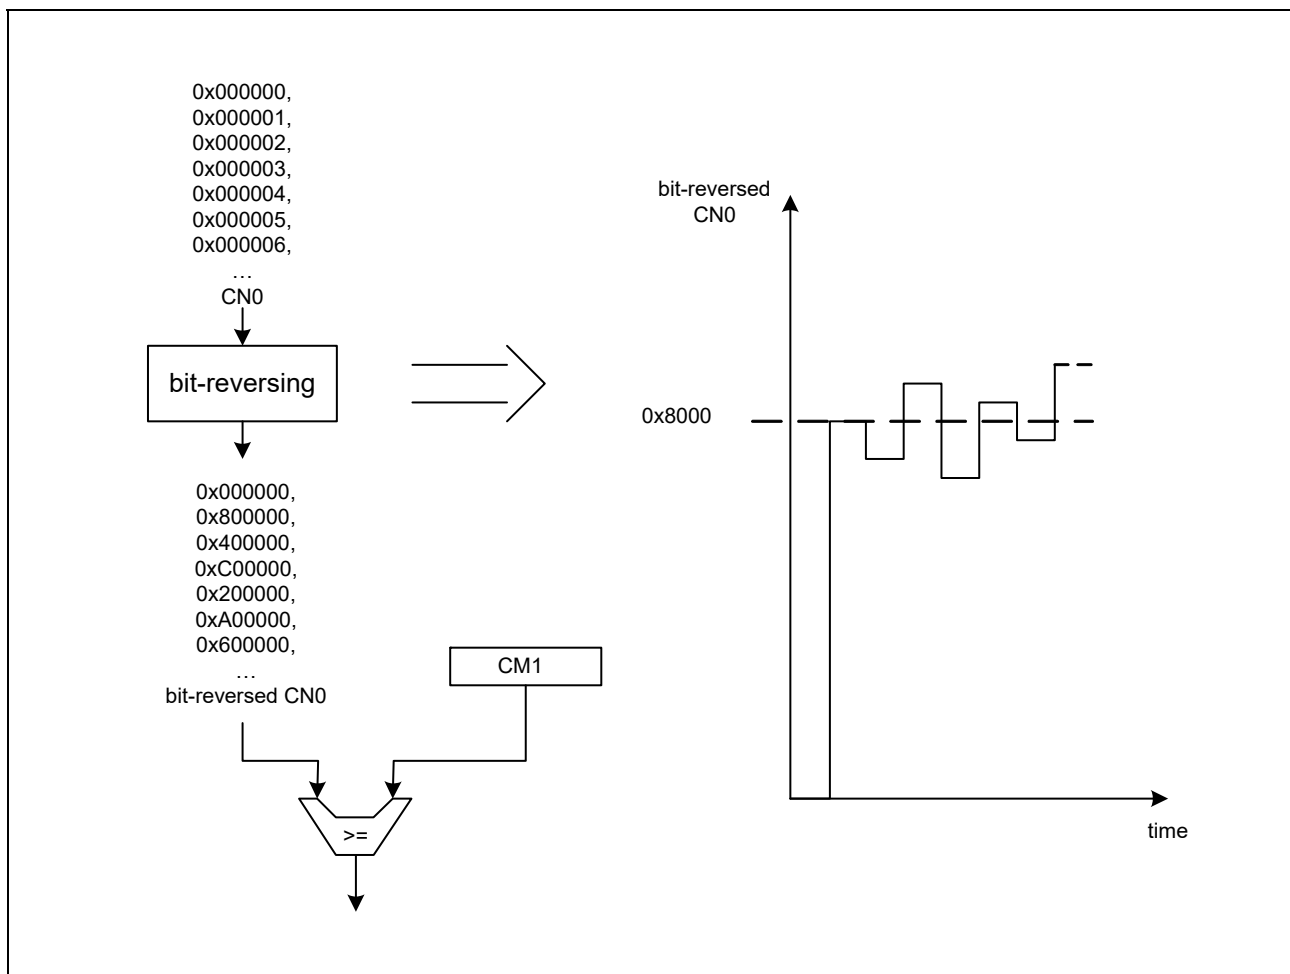 0x000000,
0x000001,
0x000002,
0x000003,
0x000004,
0x000005,
0x000006,
...
CN0
bit-reversing
0x000000,
0x800000,
0x400000,
0xC00000,
0x200000,
0xA00000,
0x600000,
...
bit-reversed CN0
CM1
>=
bit-reversed
CN0
0x8000
time